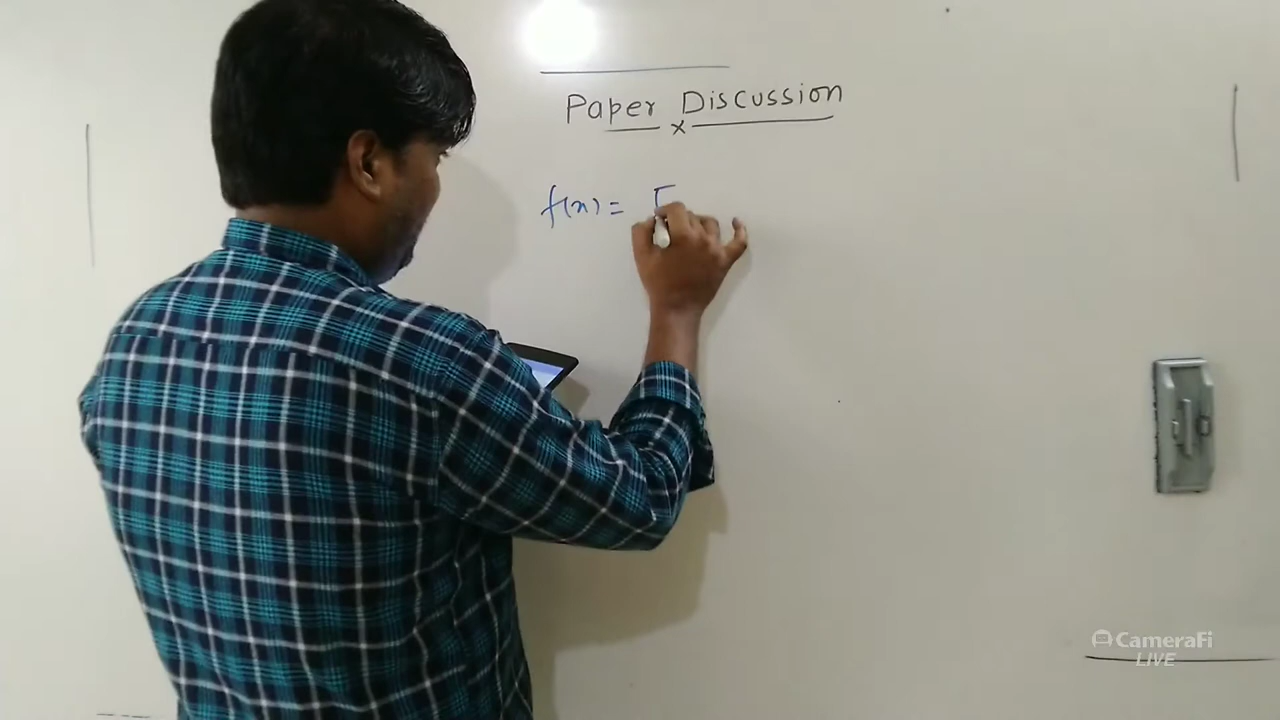 Paper Discussion
x
f(x) =
CameraFi
LIVE